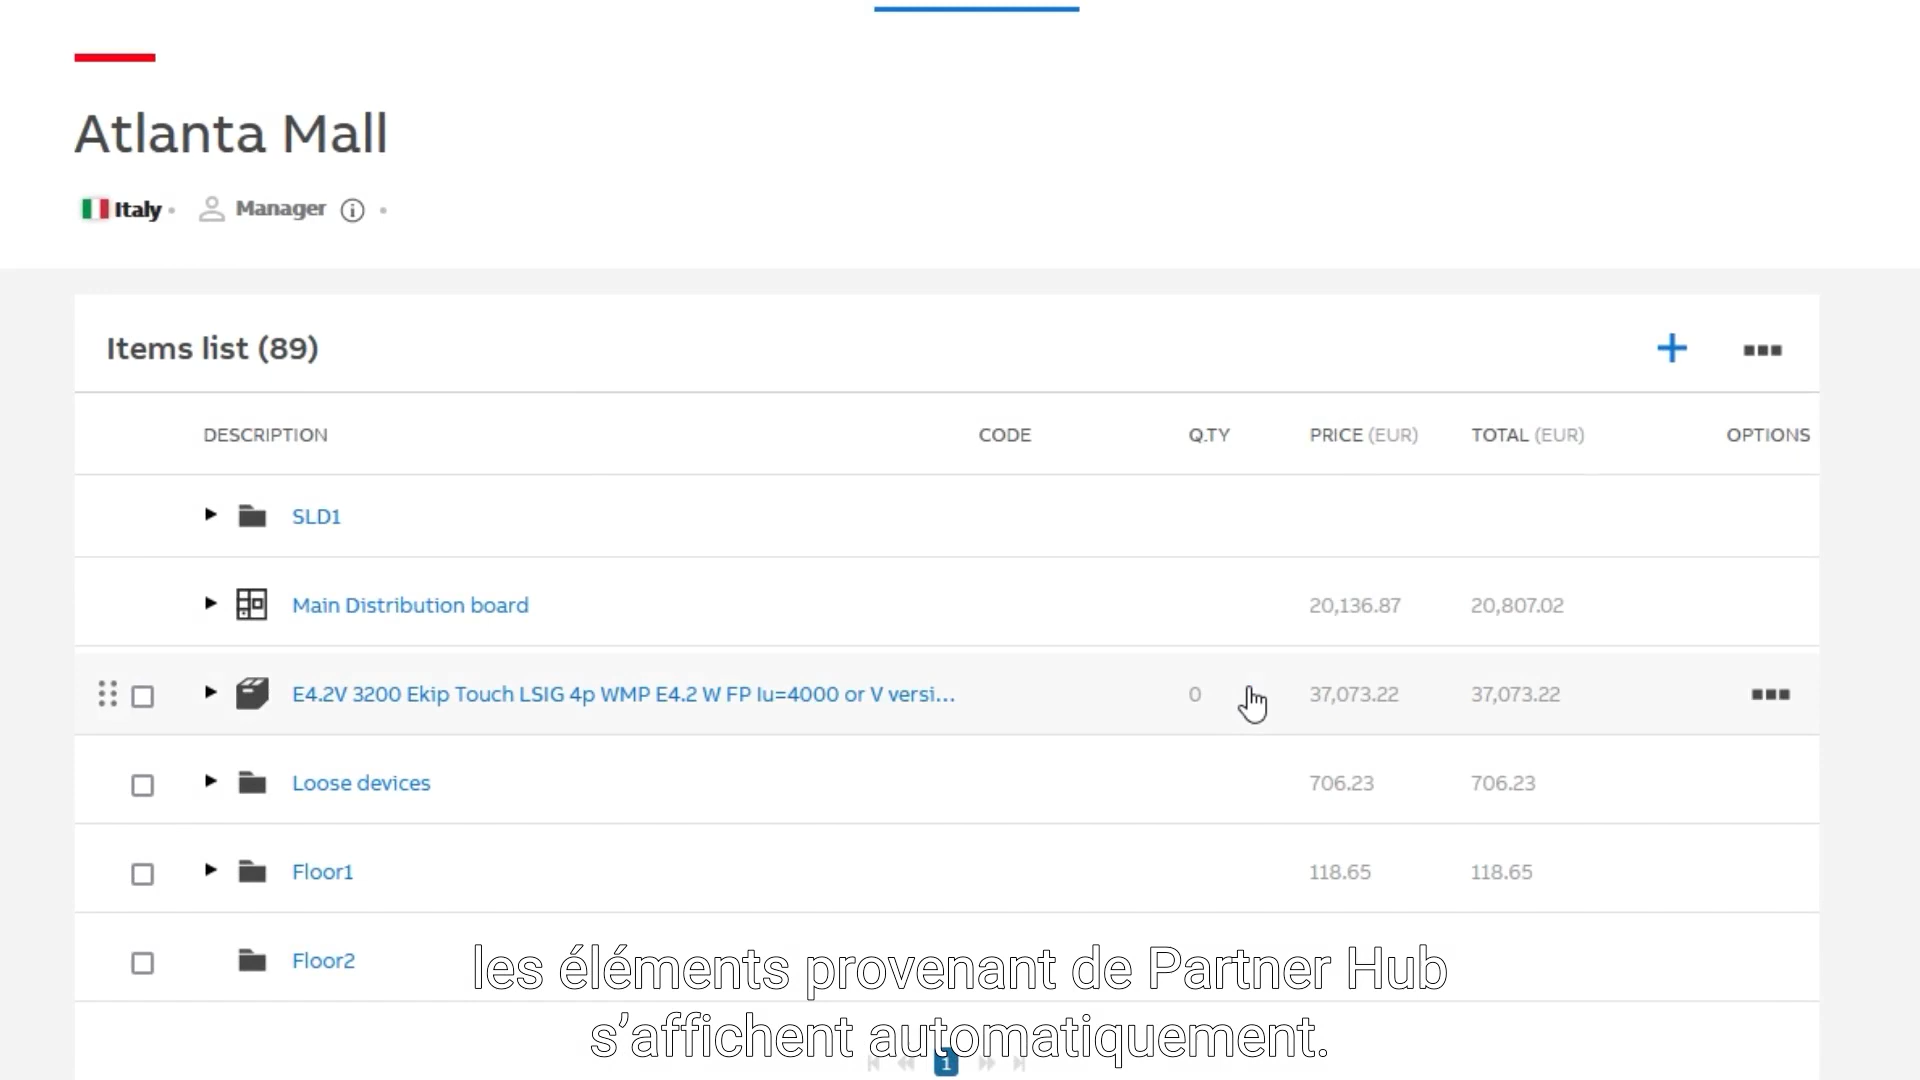 Atlanta Mall
Italy • Manager
Items list (89)
DESCRIPTION CODE Q.TY PRICE (EUR) TOTAL (EUR) OPTIONS
SLD1
Main Distribution board 20,136.87 20,807.02
E4.2V 3200 Ekip Touch LSIG 4p WMP E4.2 W FP Iu=4000 or V versi... 0 37,073.22 37,073.22
Loose devices 706.23 706.23
Floor1 118.65 118.65
Floor2
les éléments provenant de Partner Hub
s’affichent automatiquement.
1